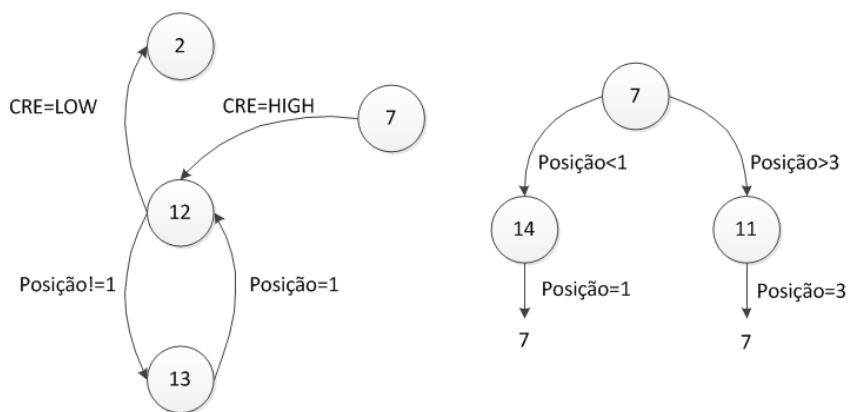 2
CRE=LOW
CRE=HIGH
7
12
Posição!=1
Posição=1
13
7
Posição<1
Posição>3
14
11
Posição=1
Posição=3
7
7